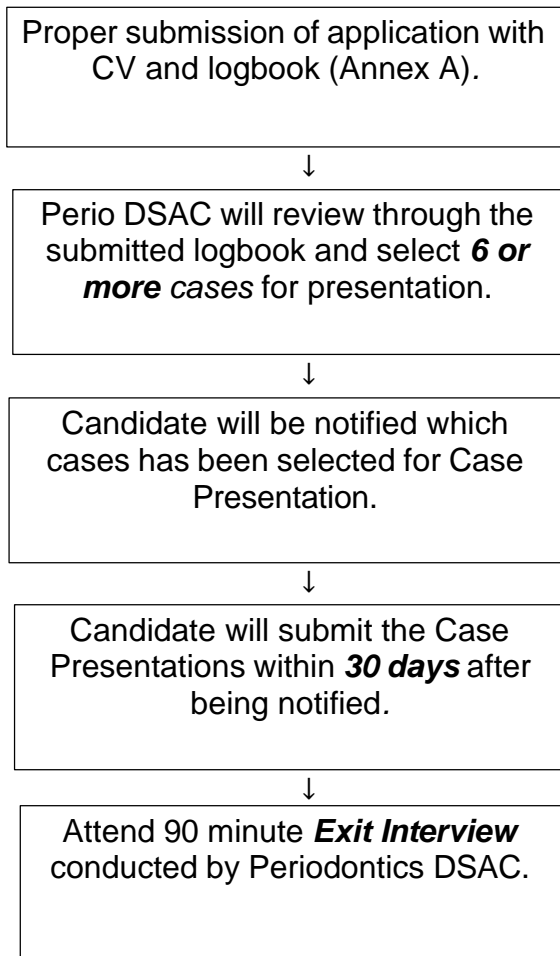 Proper submission of application with
CV and logbook (Annex A).
↓
Perio DSAC will review through the
submitted logbook and select 6 or
more cases for presentation.
↓
Candidate will be notified which
cases has been selected for Case
Presentation.
↓
Candidate will submit the Case
Presentations within 30 days after
being notified.
↓
Attend 90 minute Exit Interview
conducted by Periodontics DSAC.